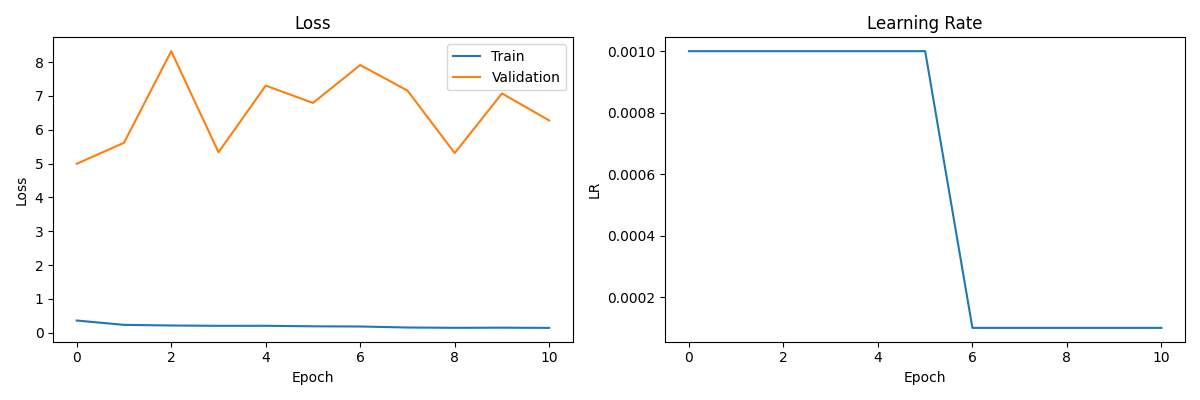 Loss
8
7
6
5
4
3
2
1
0
Loss
Train
Validation
0 2 4 6 8 10
Epoch
Learning Rate
0.0010
0.0008
0.0006
0.0004
0.0002
LR
0 2 4 6 8 10
Epoch